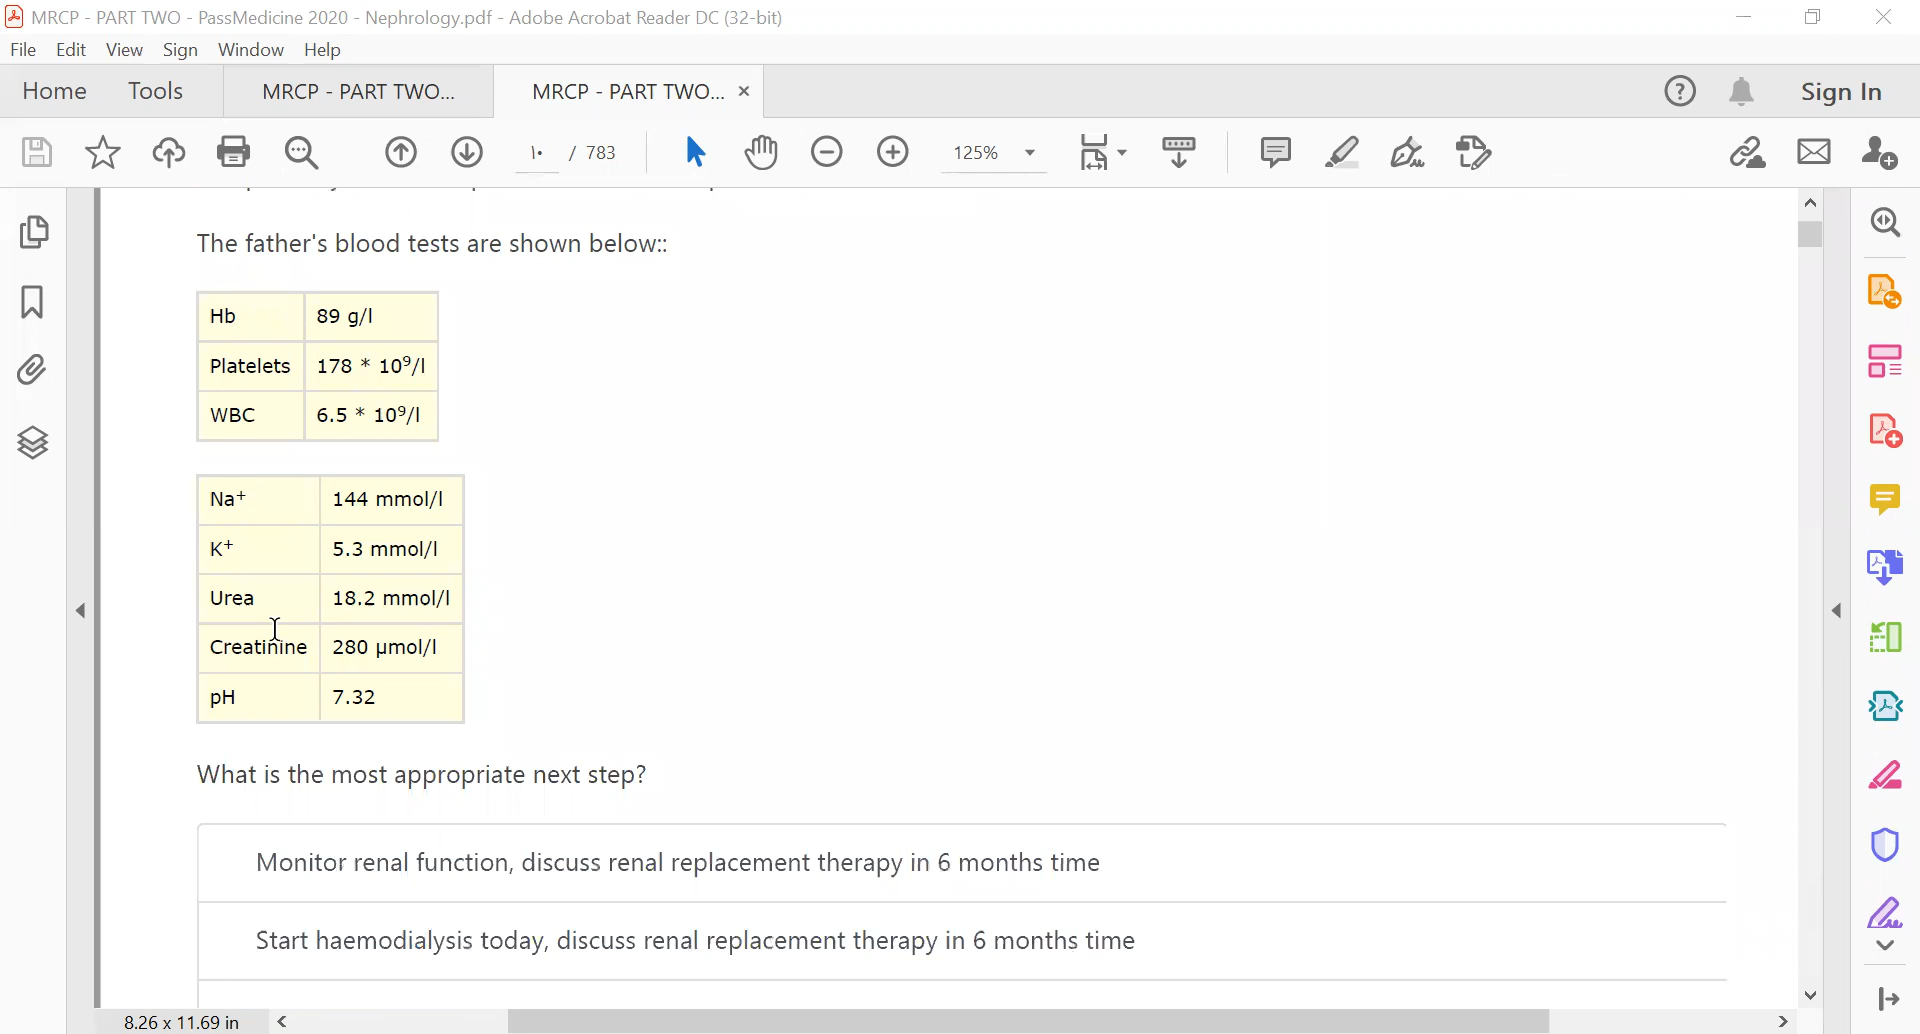 MRCP - PART TWO - PassMedicine 2020 - Nephrology.pdf - Adobe Acrobat Reader DC (32-bit)
File Edit View Sign Window Help
Home Tools MRCP - PART TWO... MRCP - PART TWO... × Sign In
١٠ / 783 125%
The father's blood tests are shown below::
Hb 89 g/l
Platelets 178 * 10⁹/l
WBC 6.5 * 10⁹/l
Na⁺ 144 mmol/l
K⁺ 5.3 mmol/l
Urea 18.2 mmol/l
Creatinine 280 µmol/l
pH 7.32
What is the most appropriate next step?
Monitor renal function, discuss renal replacement therapy in 6 months time
Start haemodialysis today, discuss renal replacement therapy in 6 months time
8.26 x 11.69 in